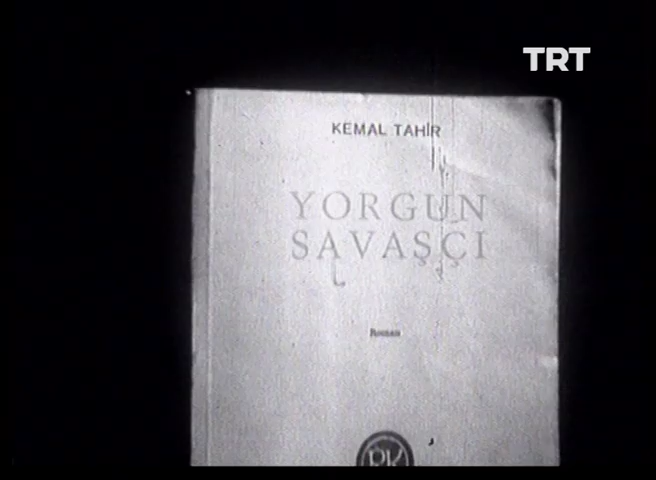 TRT
KEMAL TAHİR
YORGUN
SAVAŞÇI
Roman